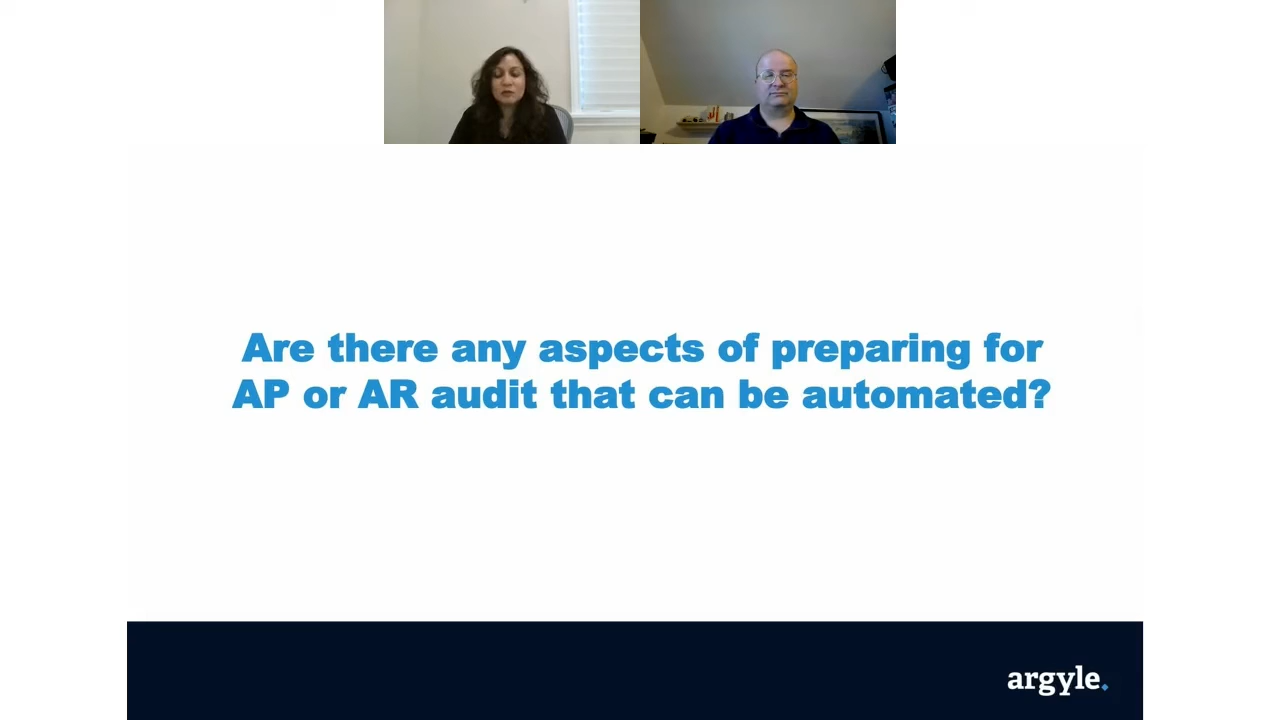 Are there any aspects of preparing for
AP or AR audit that can be automated?
argyle.